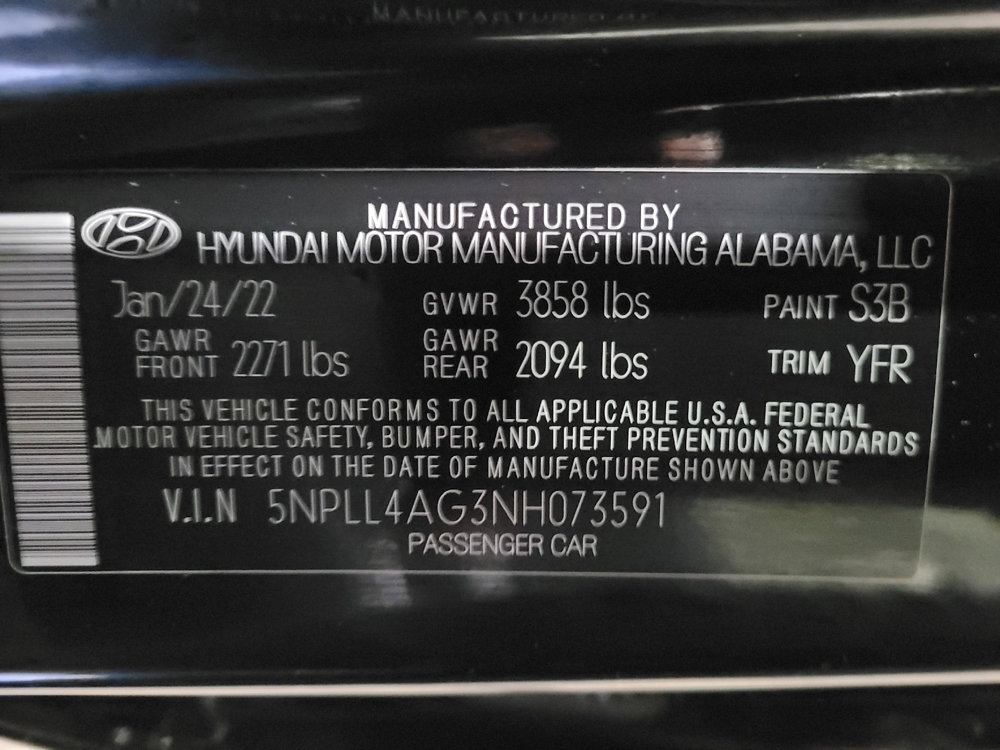 MANUFACTURED BY
HYUNDAI MOTOR MANUFACTURING ALABAMA, LLC
Jan/24/22 GVWR 3858 lbs PAINT S3B
GAWR FRONT 2271 lbs GAWR REAR 2094 lbs TRIM YFR
THIS VEHICLE CONFORMS TO ALL APPLICABLE U.S.A. FEDERAL
MOTOR VEHICLE SAFETY, BUMPER, AND THEFT PREVENTION STANDARDS
IN EFFECT ON THE DATE OF MANUFACTURE SHOWN ABOVE
V.I.N 5NPLL4AG3NH073591
PASSENGER CAR